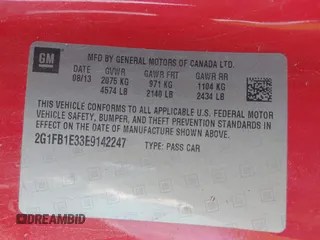 GM
MFD BY GENERAL MOTORS OF CANADA LTD.
DATE GVWR GAWR FRT GAWR RR
08/13 2075 KG 971 KG 1104 KG
4574 LB 2140 LB 2434 LB
THIS VEHICLE CONFORMS TO ALL APPLICABLE U.S. FEDERAL MOTOR
VEHICLE SAFETY, BUMPER, AND THEFT PREVENTION STANDARDS IN
EFFECT ON THE DATE OF MANUFACTURE SHOWN ABOVE.
2G1FB1E33E9142247 TYPE: PASS CAR
DREAMBID